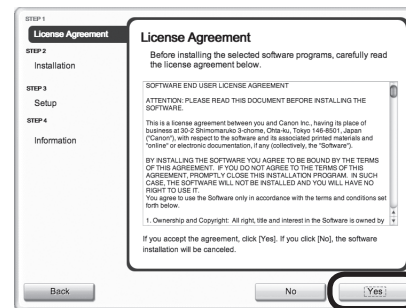 STEP 1
License Agreement
STEP 2
Installation
STEP 3
Setup
STEP 4
Information
License Agreement
Before installing the selected software programs, carefully read
the license agreement below.
SOFTWARE END USER LICENSE AGREEMENT
ATTENTION: PLEASE READ THIS DOCUMENT BEFORE INSTALLING THE
SOFTWARE.
This is a license agreement between you and Canon Inc., having its place of
business at 30-2 Shimomaruko 3-chome, Ohta-ku, Tokyo 146-8501, Japan
("Canon"), with respect to the software and its associated printed materials and
"online" or electronic documentation, if any (collectively, the "Software").
BY INSTALLING THE SOFTWARE YOU AGREE TO BE BOUND BY THE TERMS
OF THIS AGREEMENT. IF YOU DO NOT AGREE TO THE TERMS OF THIS
AGREEMENT, PROMPTLY CLOSE THIS INSTALLATION PROGRAM. IN SUCH
CASE, THE SOFTWARE WILL NOT BE INSTALLED AND YOU WILL HAVE NO
RIGHT TO USE IT.
You agree to use the Software only in accordance with the terms and conditions set
forth below.
1. Ownership and Copyright: All right, title and interest in the Software is owned by
If you accept the agreement, click [Yes]. If you click [No], the software
installation will be canceled.
Back
No
Yes